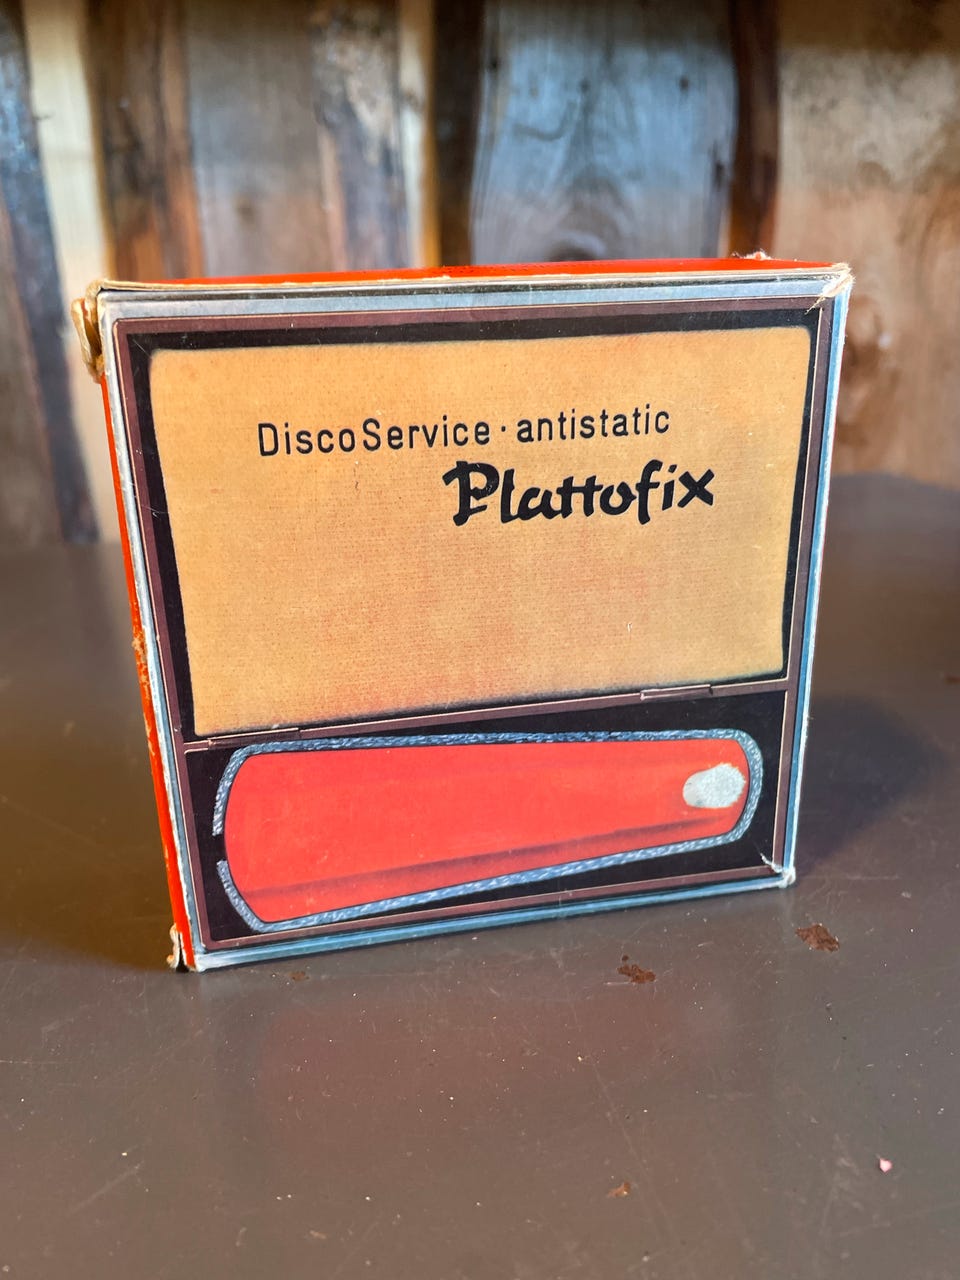 DiscoService · antistatic
Plattofix